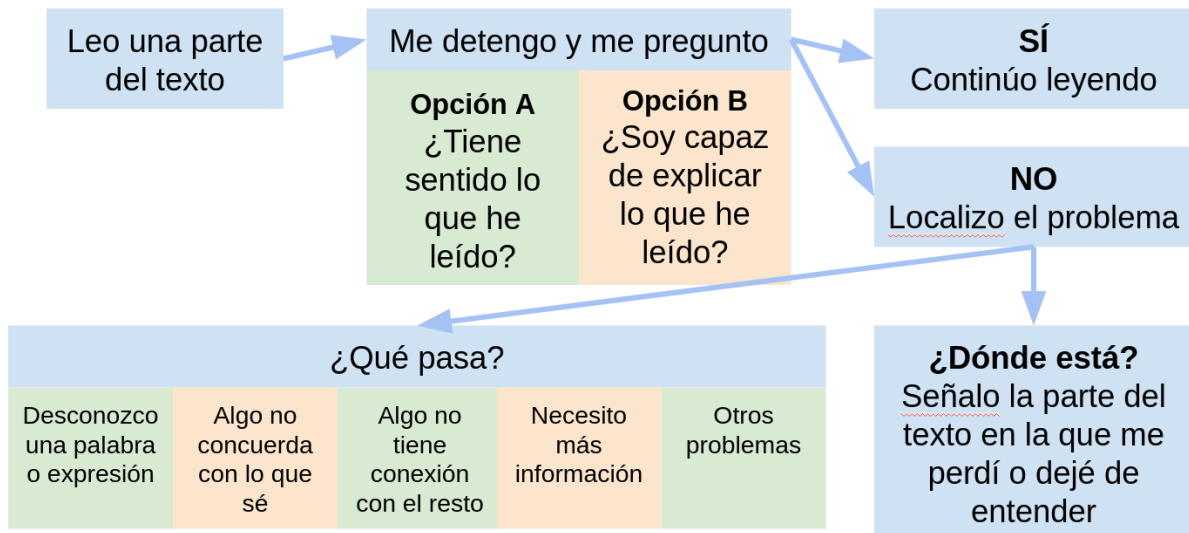 Leo una parte
del texto
Me detengo y me pregunto
Opción A
¿Tiene
sentido lo
que he
leído?
Opción B
¿Soy capaz
de explicar
lo que he
leído?
SÍ
Continúo leyendo
NO
Localizo el problema
¿Qué pasa?
Desconozco
una palabra
o expresión
Algo no
concuerda
con lo que
sé
Algo no
tiene
conexión
con el resto
Necesito
más
información
Otros
problemas
¿Dónde está?
Señalo la parte del
texto en la que me
perdí o dejé de
entender